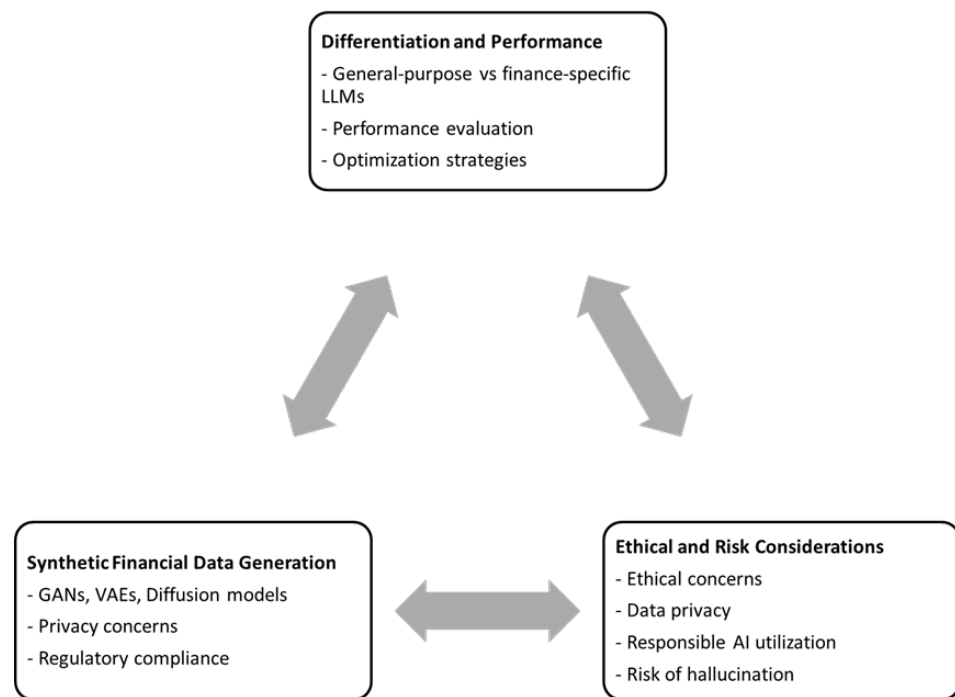 Differentiation and Performance
- General-purpose vs finance-specific
LLMs
- Performance evaluation
- Optimization strategies
Synthetic Financial Data Generation
- GANs, VAEs, Diffusion models
- Privacy concerns
- Regulatory compliance
Ethical and Risk Considerations
- Ethical concerns
- Data privacy
- Responsible AI utilization
- Risk of hallucination